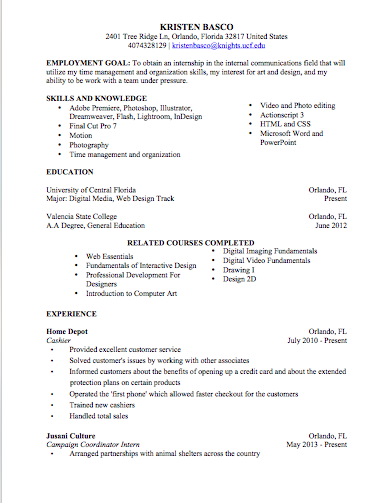 KRISTEN BASCO
2401 Tree Ridge Ln, Orlando, FL 32817 United States
4074328129 | kristenbasco@knights.ucf.edu
EMPLOYMENT GOAL: To obtain an internship in the internal communications field that will
utilize my time management and organization skills, my interest for art and design, and my
ability to be work with a team under pressure.
SKILLS AND KNOWLEDGE
• Adobe Premiere, Photoshop, Illustrator,
Dreamweaver, Flash, Lightroom, InDesign
• Final Cut Pro 7
• Motion
• Photography
• Time management and organization
• Video and Photo editing
• Actionscript 3
• HTML and CSS
• Microsoft Word and
PowerPoint
EDUCATION
University of Central Florida Orlando, FL
Major: Digital Media, Web Design Track Present
Valencia State College Orlando, FL
A.A Degree, General Education June 2012
RELATED COURSES COMPLETED
• Web Essentials
• Fundamentals of Interactive Design
• Professional Development For
Designers
• Introduction to Computer Art
• Digital Imaging Fundamentals
• Digital Video Fundamentals
• Drawing I
• Design 2D
EXPERIENCE
Home Depot Orlando, FL
Cashier July 2010 - Present
• Provided excellent customer service
• Solved customer's issues by working with other associates
• Informed customers about the benefits of opening up a credit card and about the extended
protection plans on certain products
• Operated the 'first phone' which allowed faster checkout for the customers
• Trained new cashiers
• Handled total sales
Jusani Culture Orlando, FL
Campaign Coordinator Intern May 2013 - Present
• Arranged partnerships with animal shelters across the country